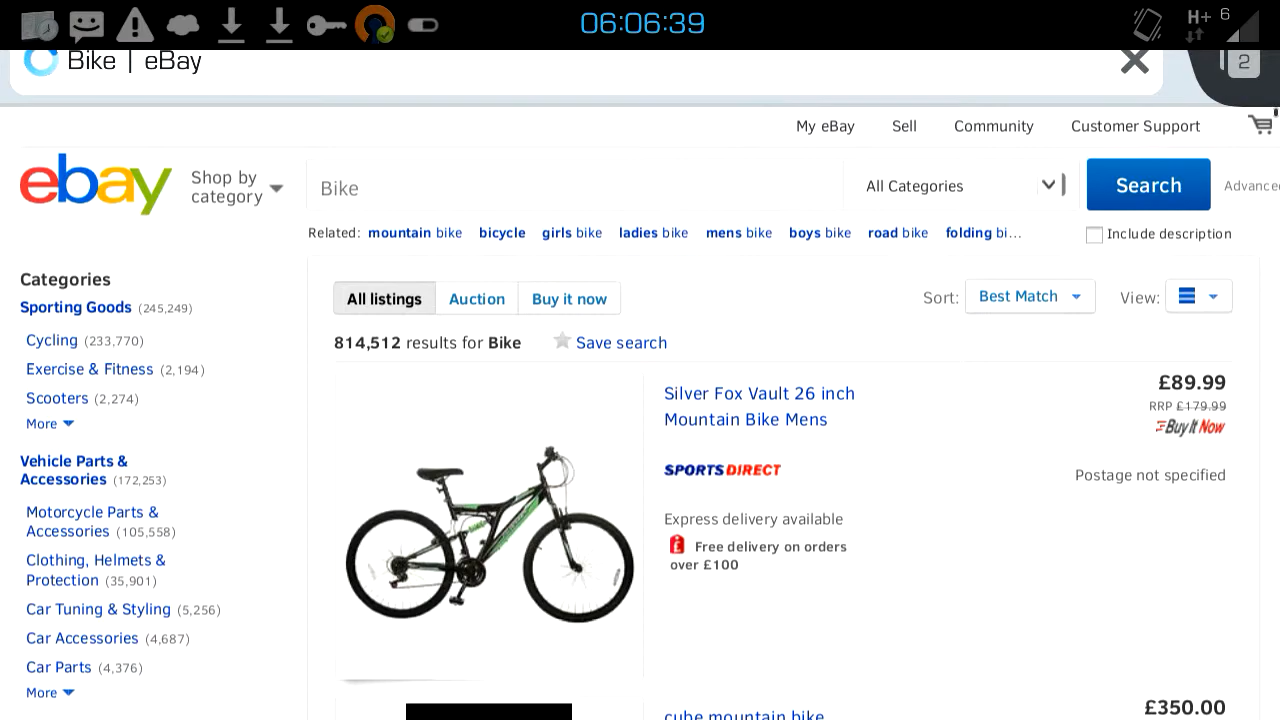 06:06:39
H+ 6
Bike | eBay
2
My eBay Sell Community Customer Support
ebay
Shop by
category
Bike
All Categories
Search
Related: mountain bike bicycle girls bike ladies bike mens bike boys bike road bike folding bi...
Include description
Categories
Sporting Goods (245,249)
Cycling (233,770)
Exercise & Fitness (2,194)
Scooters (2,274)
More
Vehicle Parts &
Accessories (172,253)
Motorcycle Parts &
Accessories (105,558)
Clothing, Helmets &
Protection (35,901)
Car Tuning & Styling (5,256)
Car Accessories (4,687)
Car Parts (4,376)
More
All listings Auction Buy it now
Sort: Best Match View:
814,512 results for Bike Save search
Silver Fox Vault 26 inch
Mountain Bike Mens
£89.99
RRP £179.99
Buy It Now
SPORTSDIRECT
Postage not specified
Express delivery available
Free delivery on orders
over £100
cube mountain bike
£350.00